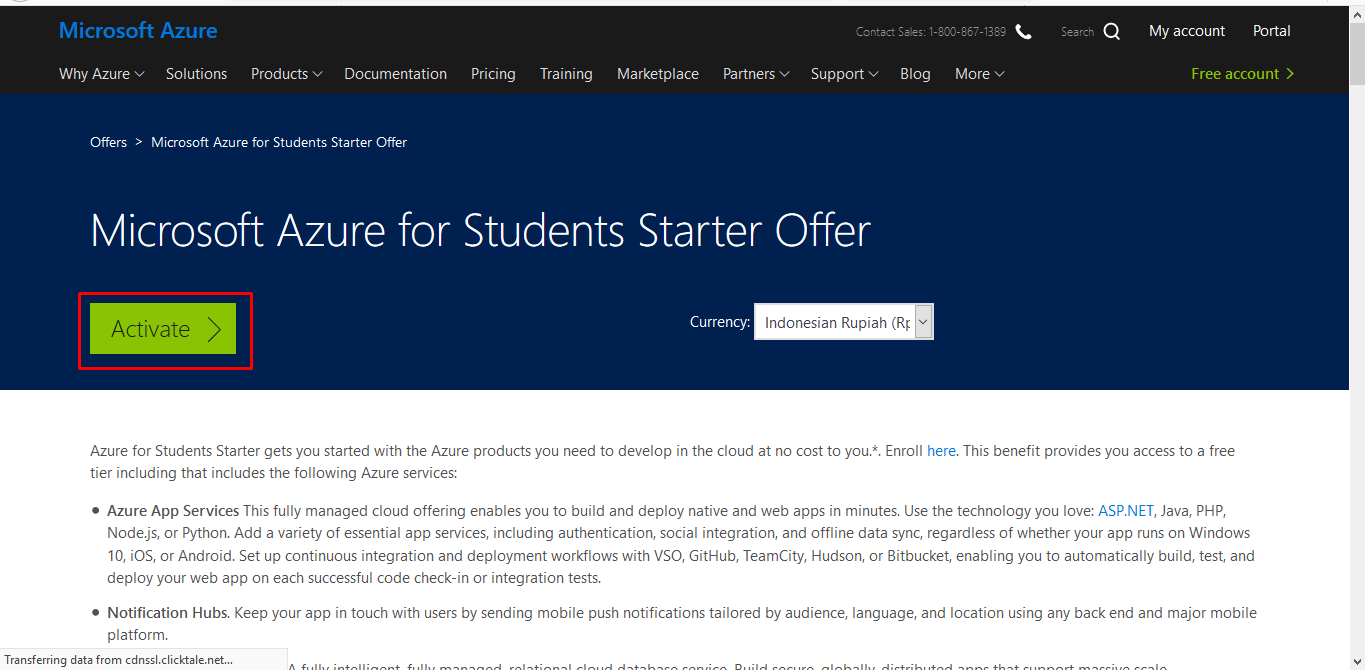 Microsoft Azure
Contact Sales: 1-800-867-1389
Search
My account
Portal
Why Azure
Solutions
Products
Documentation
Pricing
Training
Marketplace
Partners
Support
Blog
More
Free account
Offers > Microsoft Azure for Students Starter Offer
Microsoft Azure for Students Starter Offer
Activate
Currency:
Indonesian Rupiah (Rp
Azure for Students Starter gets you started with the Azure products you need to develop in the cloud at no cost to you.*. Enroll here. This benefit provides you access to a free
tier including that includes the following Azure services:
• Azure App Services This fully managed cloud offering enables you to build and deploy native and web apps in minutes. Use the technology you love: ASP.NET, Java, PHP,
Node.js, or Python. Add a variety of essential app services, including authentication, social integration, and offline data sync, regardless of whether your app runs on Windows
10, iOS, or Android. Set up continuous integration and deployment workflows with VSO, GitHub, TeamCity, Hudson, or Bitbucket, enabling you to automatically build, test, and
deploy your web app on each successful code check-in or integration tests.
• Notification Hubs. Keep your app in touch with users by sending mobile push notifications tailored by audience, language, and location using any back end and major mobile
platform.
A fully intelligent, fully managed, relational cloud database service. Build secure, globally, distributed apps that support massive scale
Transferring data from cdnssl.clicktale.net...